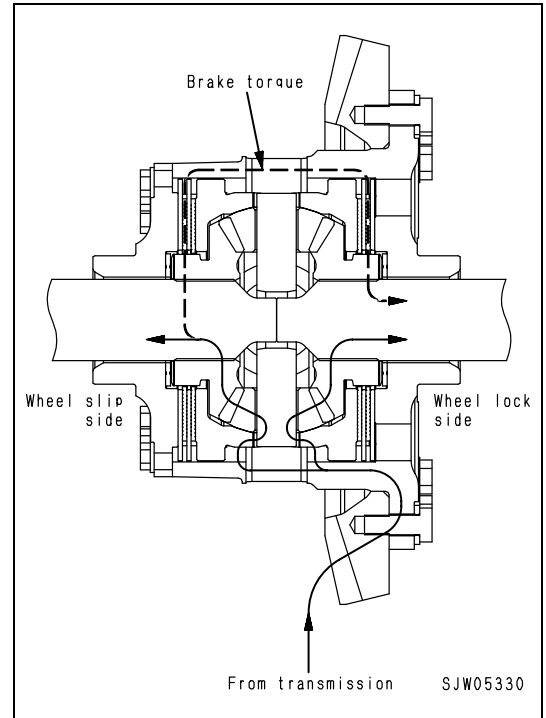 Brake torque
Wheel slip
side
Wheel lock
side
From transmission
SJW05330